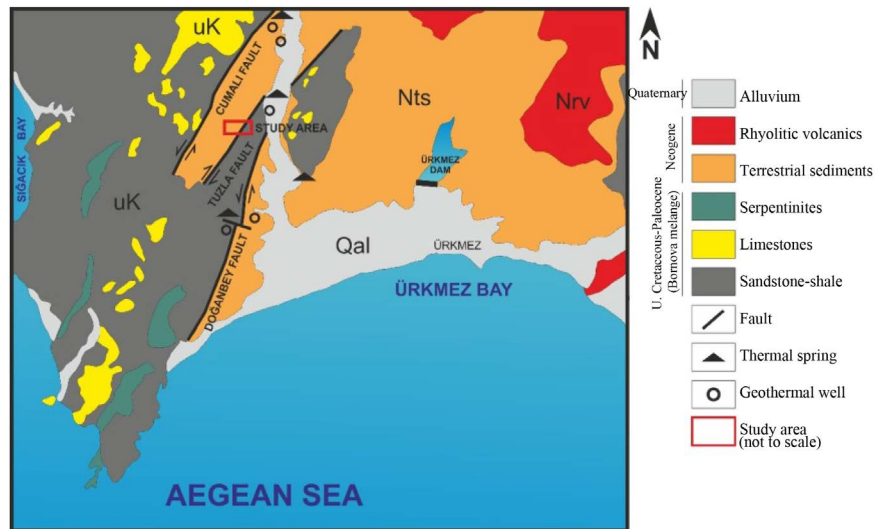 uK
CUMALI FAULT
STUDY AREA
TUZLA FAULT
SIĞACIK BAY
uK
DOĞANBEY FAULT
Nts
Nrv
ÜRKMEZ
DAM
Qal
ÜRKMEZ
ÜRKMEZ BAY
AEGEAN SEA
N
Quaternary
Neogene
U. Cretaceous-Paleocene
(Bornova melange)
Alluvium
Rhyolitic volcanics
Terrestrial sediments
Serpentinites
Limestones
Sandstone-shale
Fault
Thermal spring
Geothermal well
Study area
(not to scale)